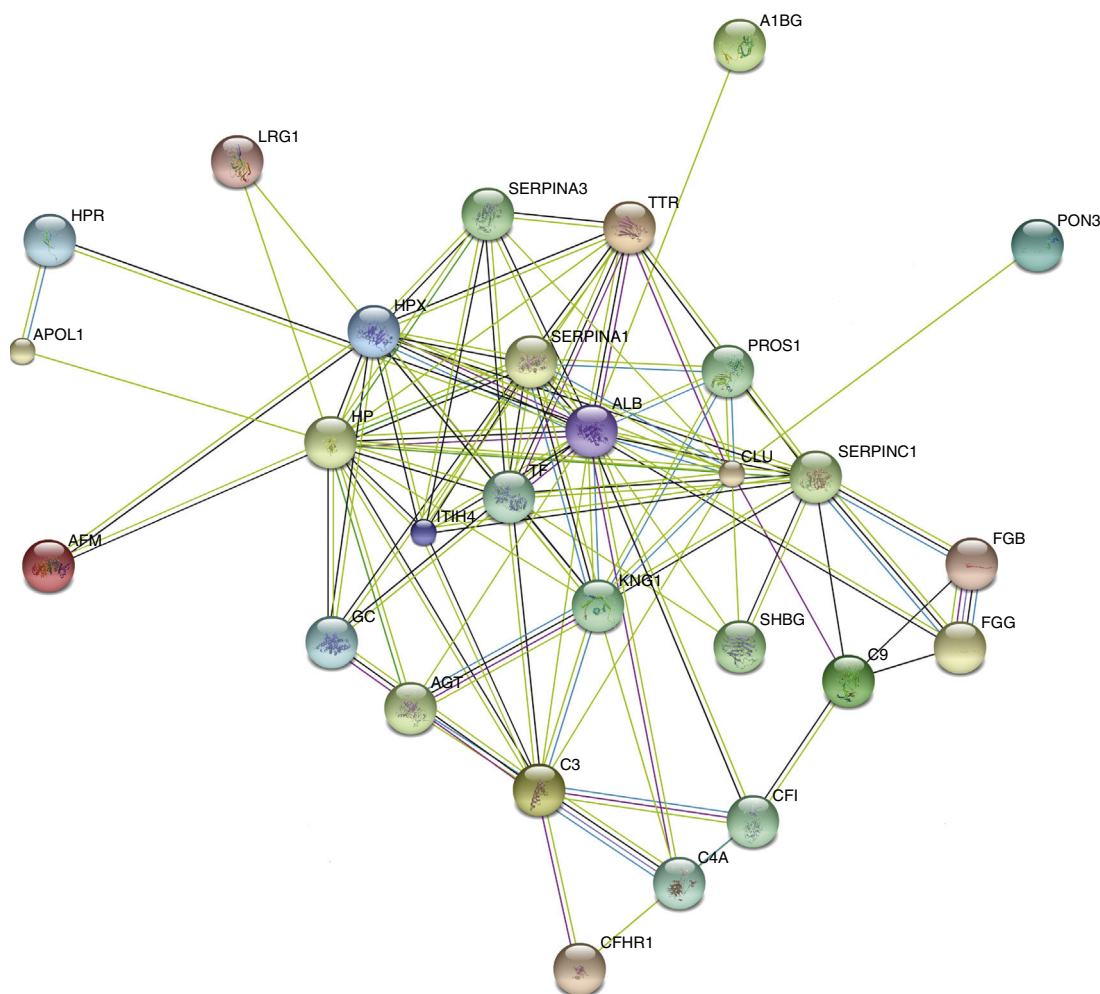 A1BG
LRG1
SERPINA3
TTR
HPR
PON3
HPX
SERPINA1
PROS1
APOL1
ALB
HP
CLU
SERPINC1
TF
ITIH4
AFM
FGB
KNG1
GC
SHBG
FGG
C9
AGT
C3
CFI
C4A
CFHR1